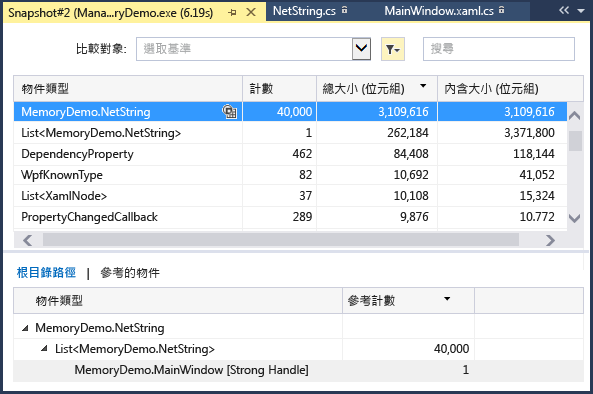 Snapshot#2 (Mana...ryDemo.exe (6.19s) NetString.cs MainWindow.xaml.cs
比較對象: 選取基準 搜尋
物件類型 計數 總大小 (位元組) 內含大小 (位元組)
MemoryDemo.NetString 40,000 3,109,616 3,109,616
List<MemoryDemo.NetString> 1 262,184 3,371,800
DependencyProperty 462 84,408 118,144
WpfKnownType 82 10,692 41,052
List<XamlNode> 37 10,108 15,324
PropertyChangedCallback 289 9,876 10.772
根目錄路徑 | 參考的物件
物件類型 參考計數
MemoryDemo.NetString
List<MemoryDemo.NetString> 40,000
MemoryDemo.MainWindow [Strong Handle] 1